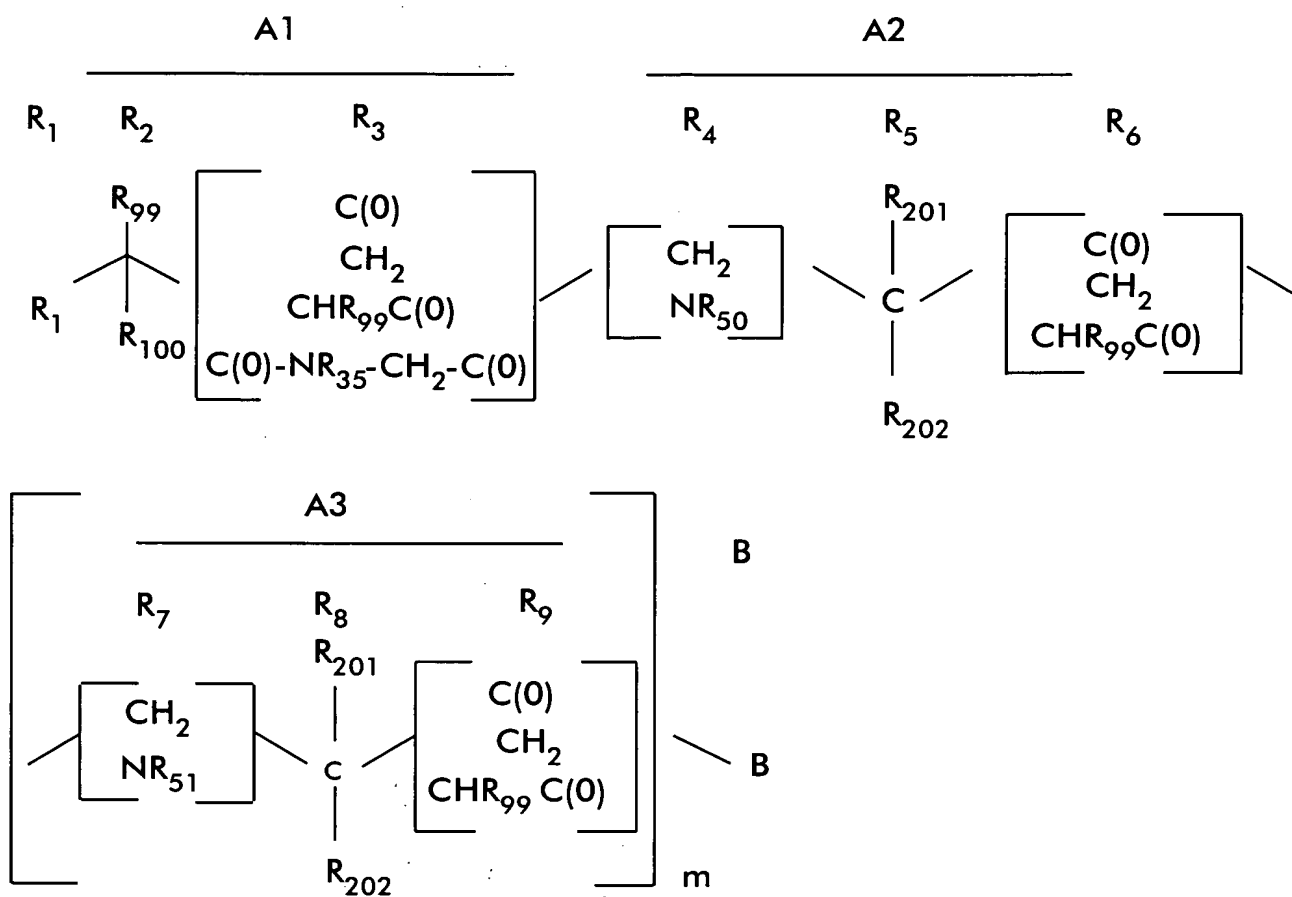 A1 A2
R₁ R₂ R₃ R₄ R₅ R₆
R₉₉ C(0) R₂₀₁ C(0)
CH₂ CH₂ CH₂
CHR₉₉C(0) NR₅₀ C CHR₉₉C(0)
R₁ R₁₀₀ C(0)-NR₃₅-CH₂-C(0)
R₂₀₂
A3 B
R₇ R₈ R₉
R₂₀₁ C(0)
CH₂ CH₂
NR₅₁ C CHR₉₉ C(0) B
R₂₀₂ m